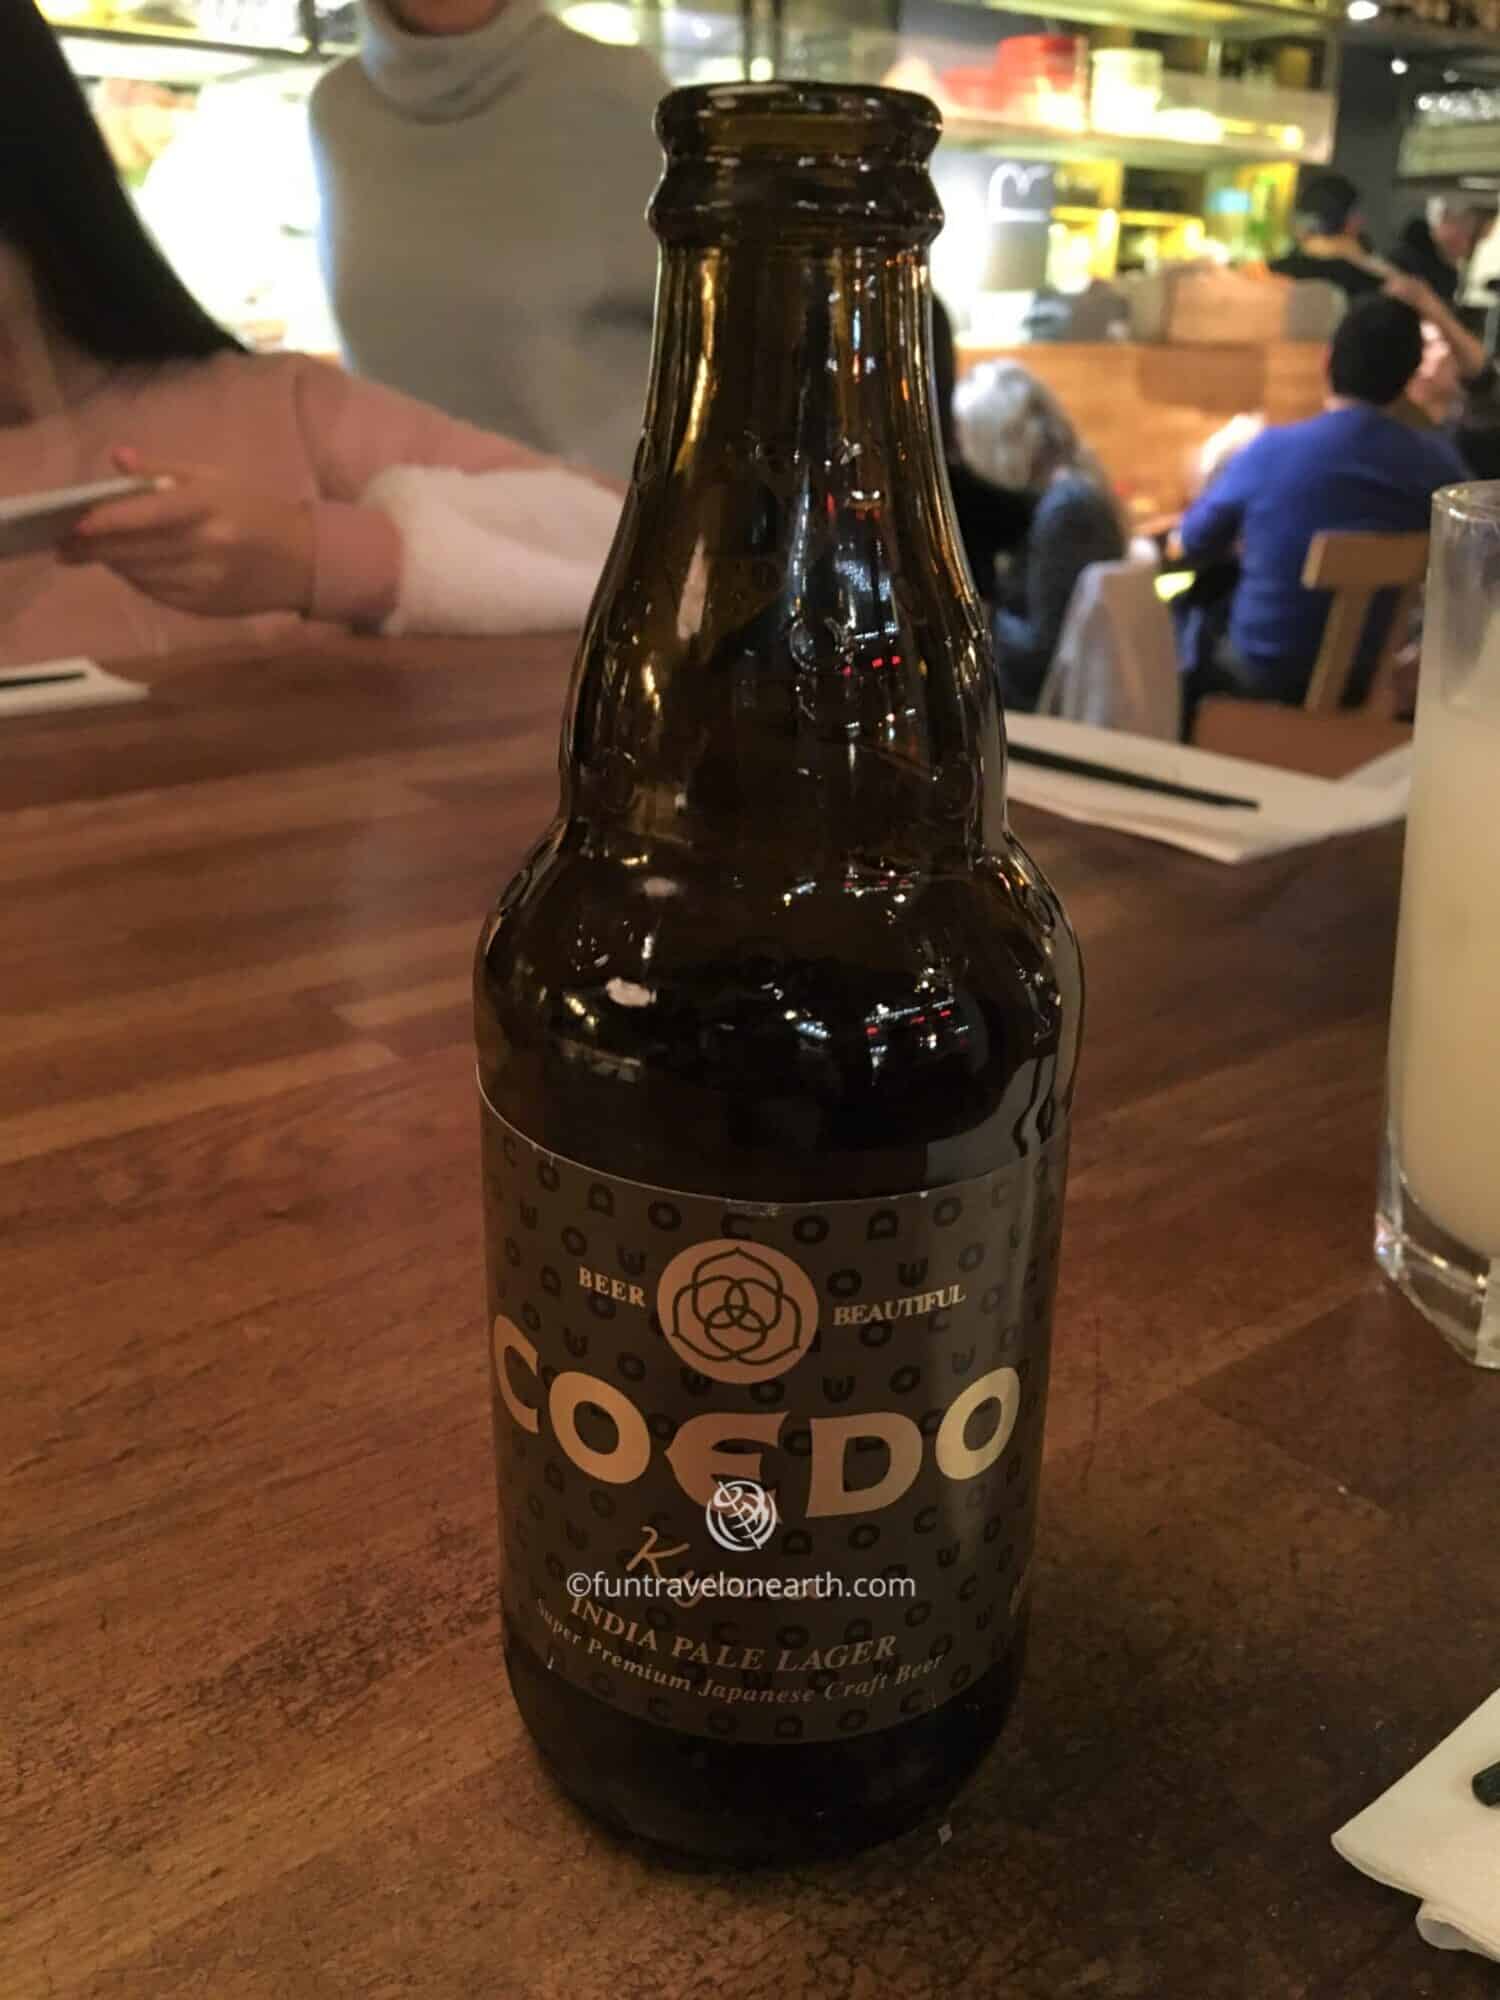 BEER BEAUTIFUL
COEDO
©funtravelonearth.com
INDIA PALE LAGER
Super Premium Japanese Craft Beer